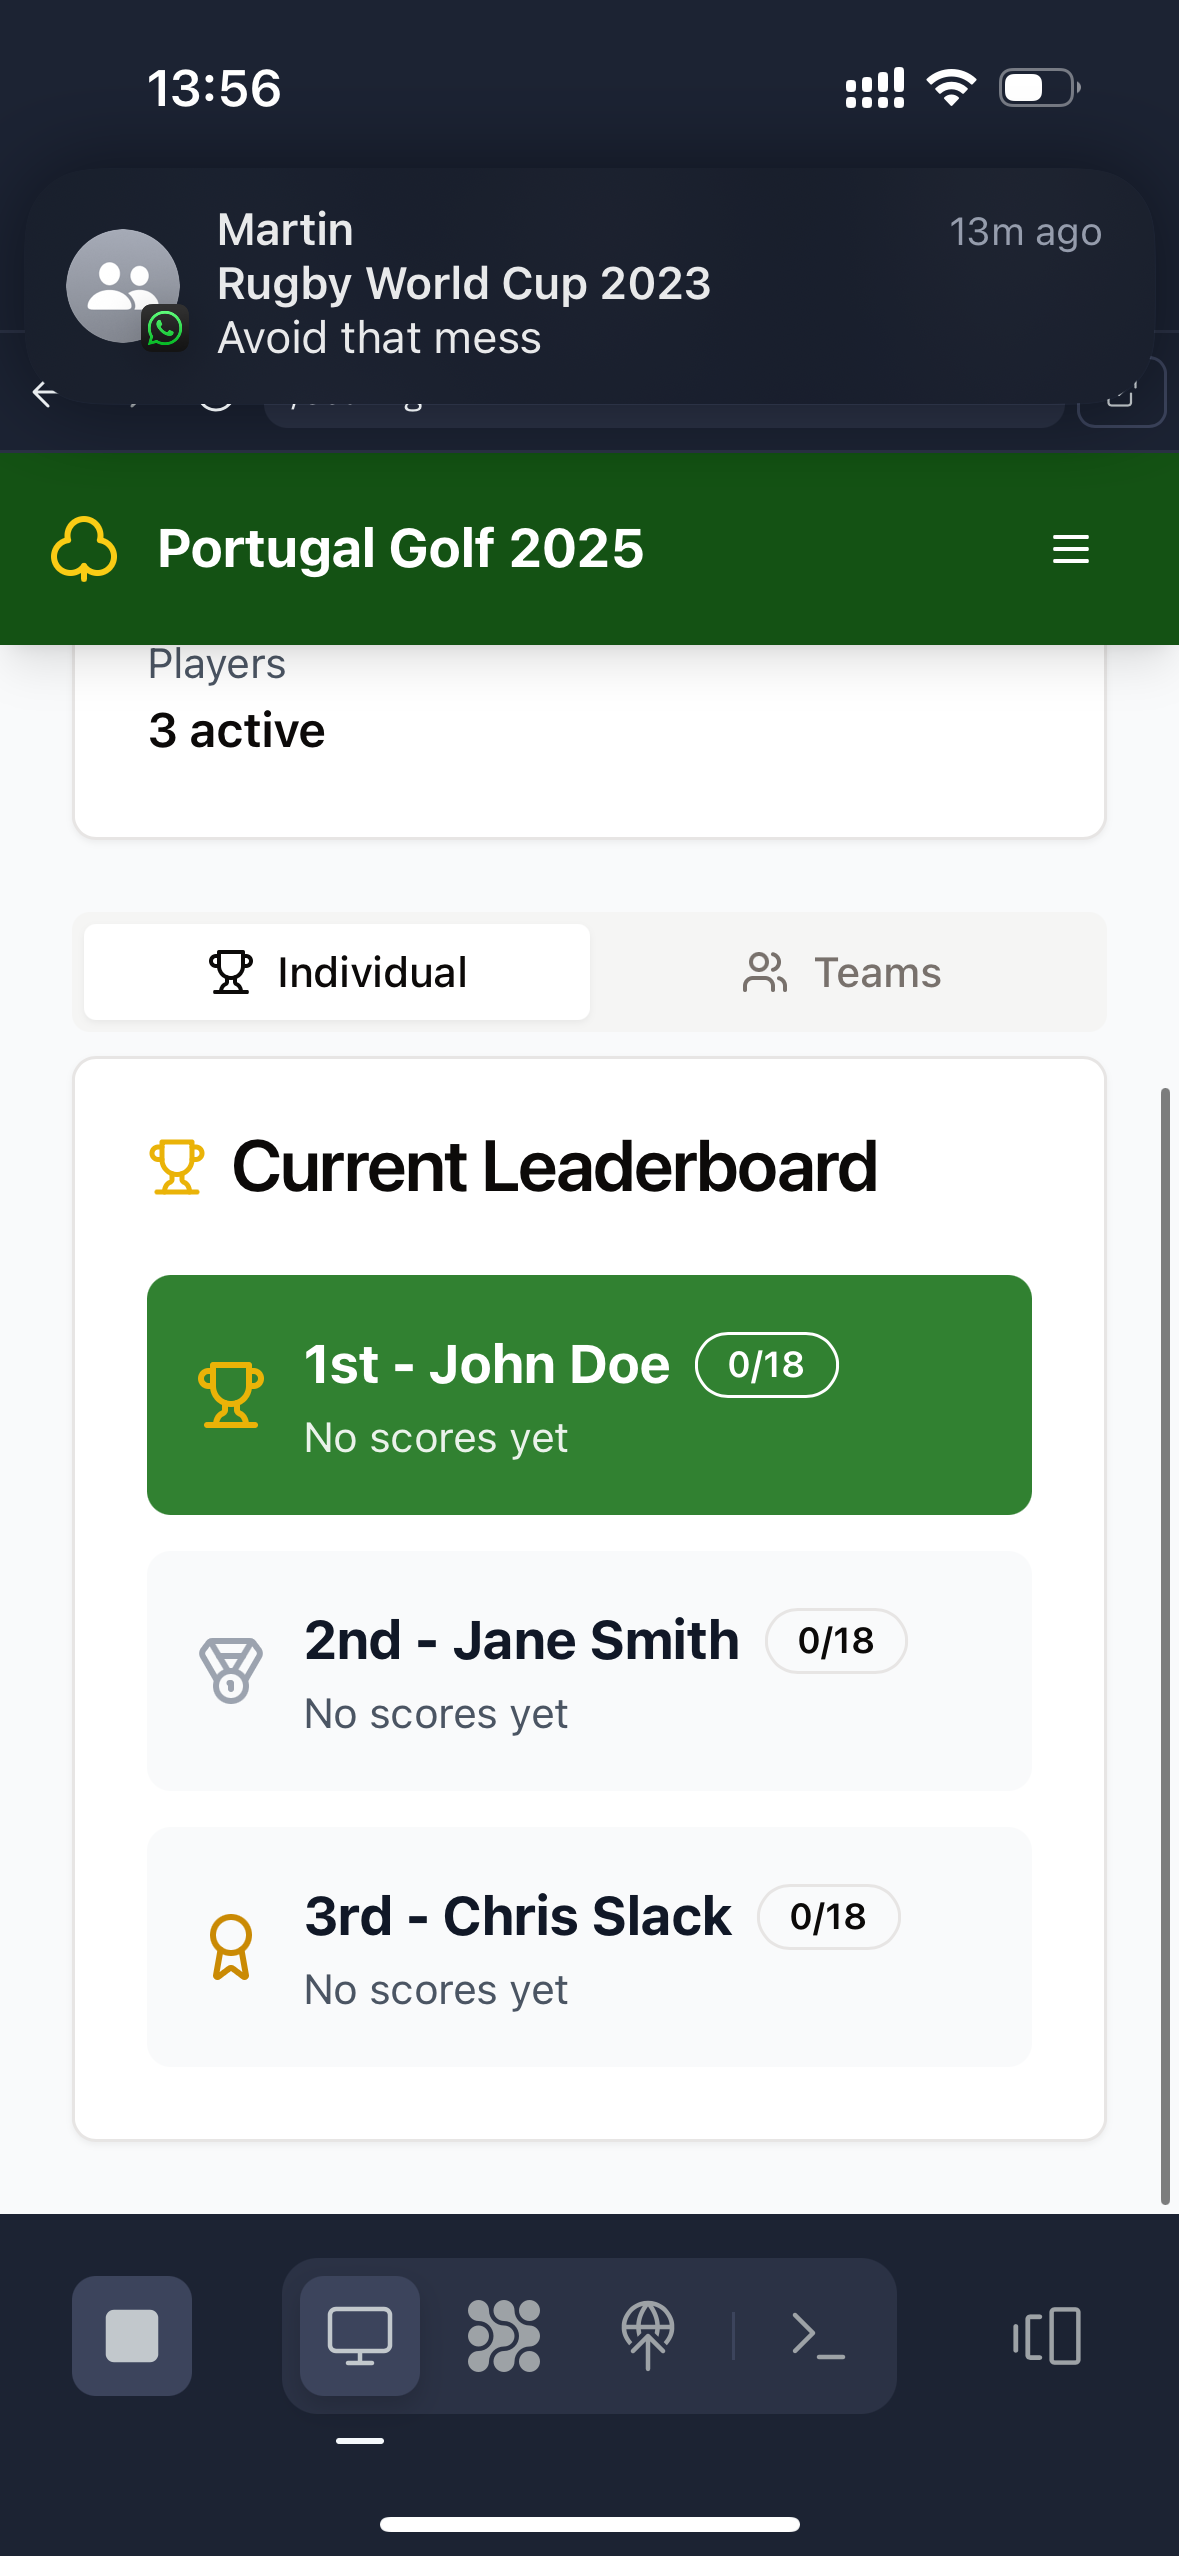 13:56
Martin
13m ago
Rugby World Cup 2023
Avoid that mess
Portugal Golf 2025
Players
3 active
Individual
Teams
Current Leaderboard
1st - John Doe
0/18
No scores yet
2nd - Jane Smith
0/18
No scores yet
3rd - Chris Slack
0/18
No scores yet